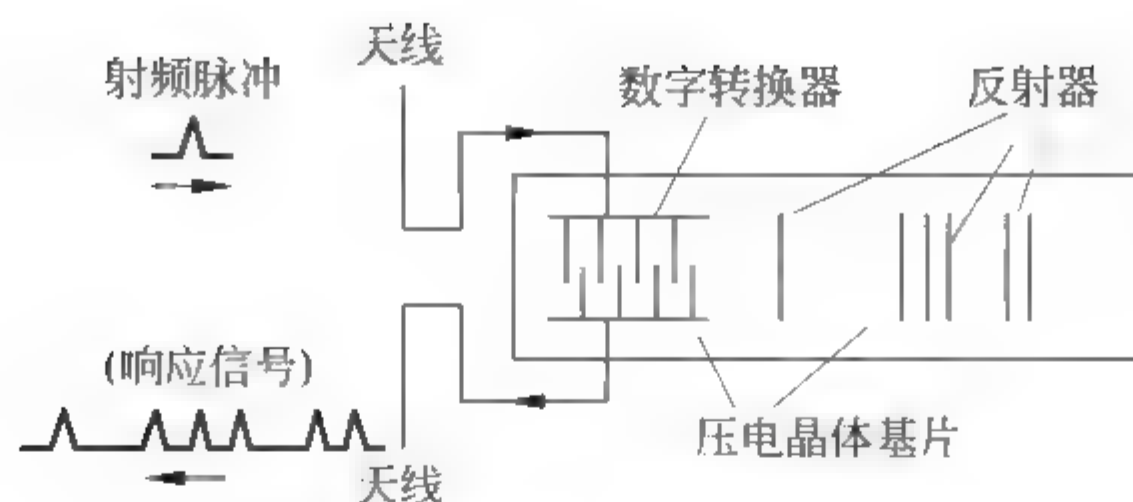 天线
射频脉冲
数字转换器
反射器
(响应信号)
压电晶体基片
天线